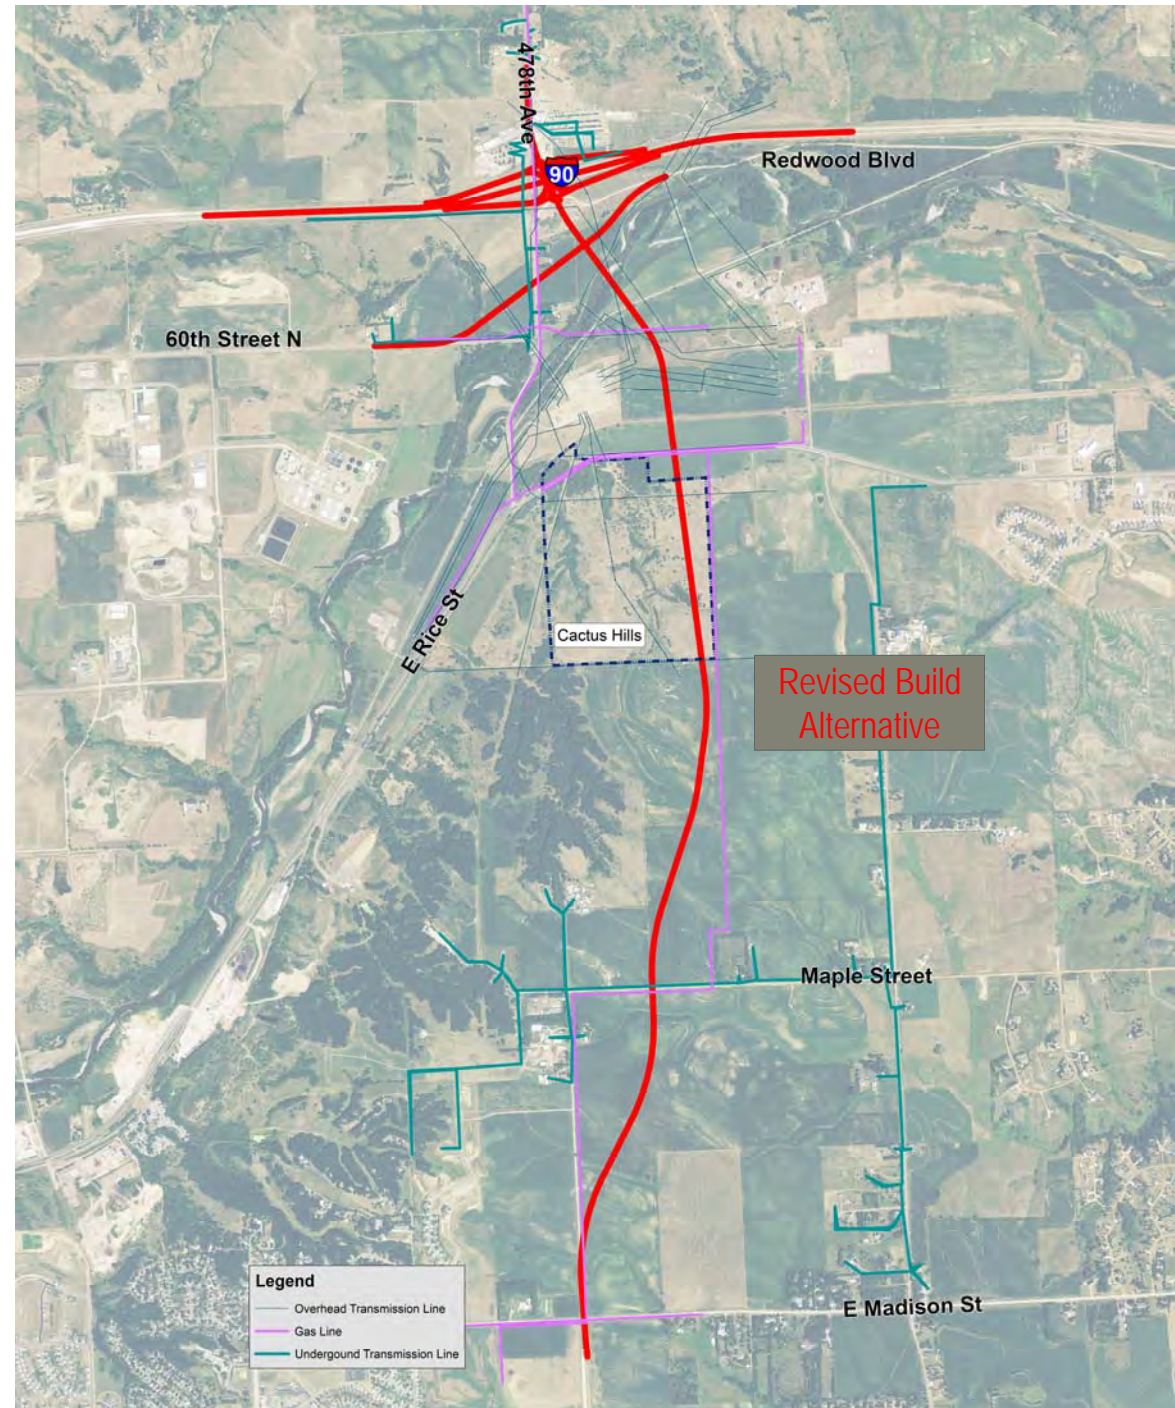 478th Ave
90
Redwood Blvd
60th Street N
E Rice St
Cactus Hills
Revised Build
Alternative
Maple Street
E Madison St
Legend
Overhead Transmission Line
Gas Line
Undergound Transmission Line